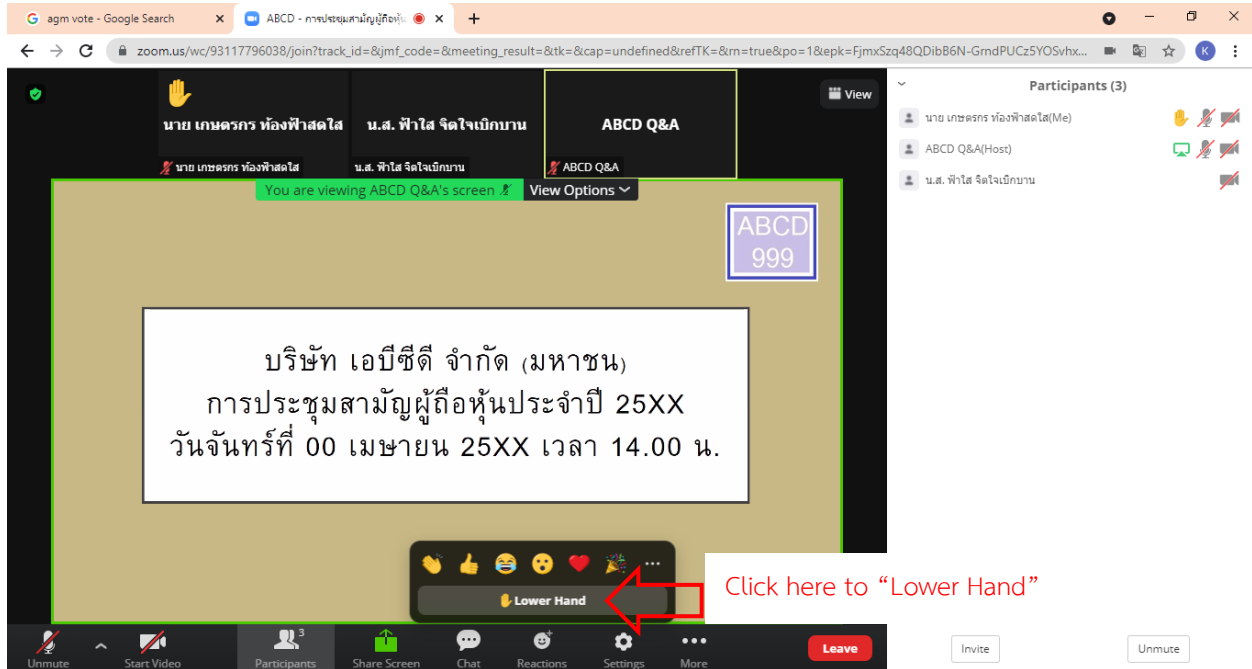 agm vote - Google Search
ABCD - การประชุมสามัญผู้ถือหุ้น
zoom.us/wc/93117796038/join?track_id=&jmf_code=&meeting_result=&tk=&cap=undefined&refTK=&rn=true&po=1&epk=FjmxSzq48QDibB6N-GrndPUCz5YOSvhx...
K
นาย เกษตรกร ท้องฟ้าสดใส
น.ส. ฟ้าใส จิตใจเบิกบาน
ABCD Q&A
View
นาย เกษตรกร ท้องฟ้าสดใส
น.ส. ฟ้าใส จิตใจเบิกบาน
ABCD Q&A
You are viewing ABCD Q&A's screen
View Options
ABCD
999
บริษัท เอบีซีดี จำกัด (มหาชน)
การประชุมสามัญผู้ถือหุ้นประจำปี 25XX
วันจันทร์ที่ 00 เมษายน 25XX เวลา 14.00 น.
Lower Hand
Click here to “Lower Hand”
Unmute
Start Video
3
Participants
Share Screen
Chat
Reactions
Settings
More
Leave
Participants (3)
นาย เกษตรกร ท้องฟ้าสดใส(Me)
ABCD Q&A(Host)
น.ส. ฟ้าใส จิตใจเบิกบาน
Invite
Unmute